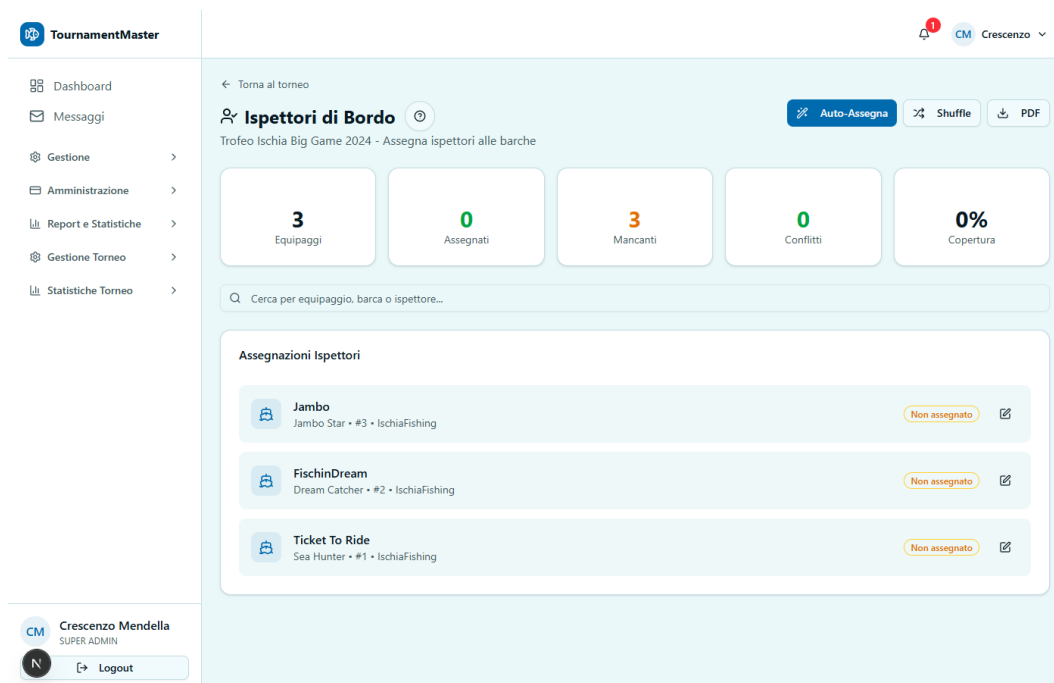 TournamentMaster
1
CM Crescenzo
Dashboard
Messaggi
Gestione
Amministrazione
Report e Statistiche
Gestione Torneo
Statistiche Torneo
Torna al torneo
Ispettori di Bordo
Trofeo Ischia Big Game 2024 - Assegna ispettori alle barche
Auto-Assegna
Shuffle
PDF
3
Equipaggi
0
Assegnati
3
Mancanti
0
Conflitti
0%
Copertura
Cerca per equipaggio, barca o ispettore...
Assegnazioni Ispettori
Jambo
Jambo Star • #3 • IschiaFishing
Non assegnato
FischinDream
Dream Catcher • #2 • IschiaFishing
Non assegnato
Ticket To Ride
Sea Hunter • #1 • IschiaFishing
Non assegnato
CM
Crescenzo Mendella
SUPER ADMIN
N
Logout